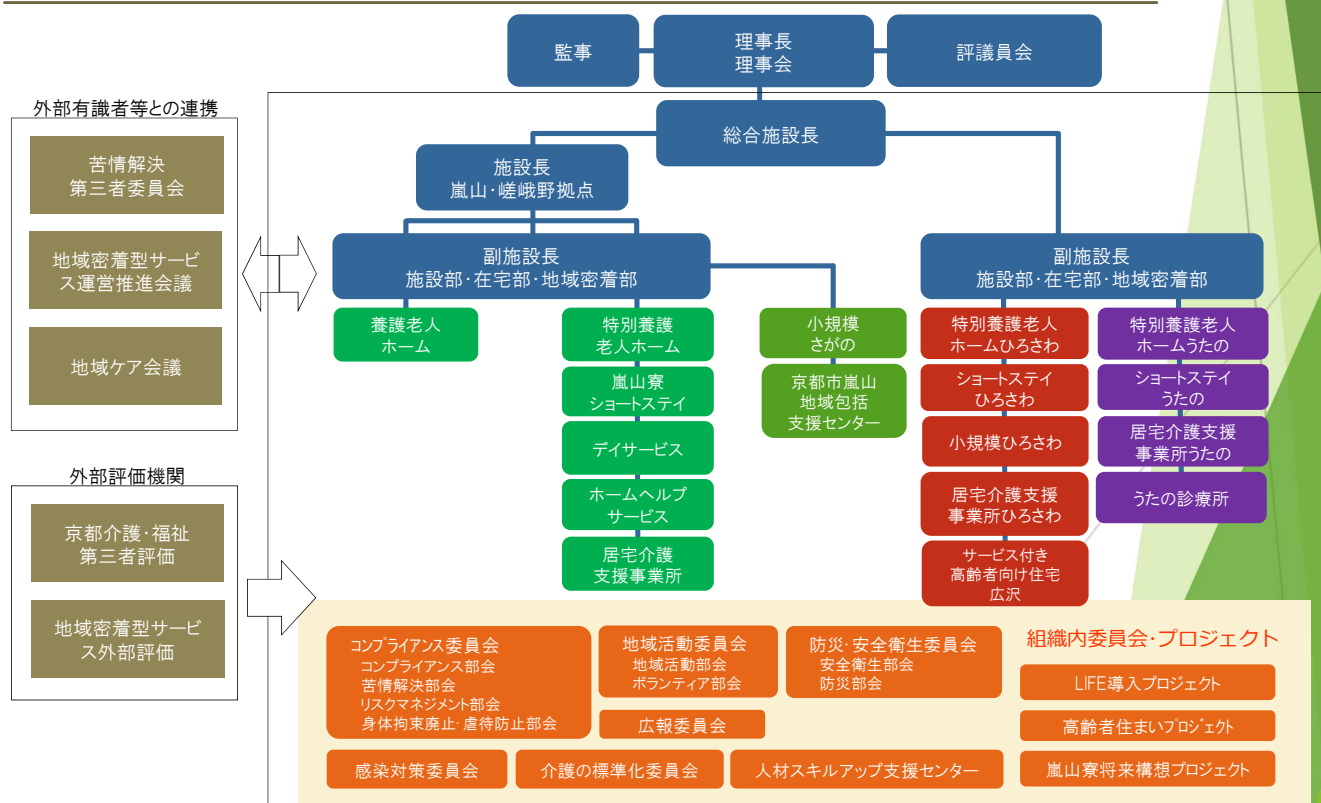 監事
理事長
理事会
評議員会
総合施設長
施設長
嵐山・嵯峨野拠点
副施設長
施設部・在宅部・地域密着部
副施設長
施設部・在宅部・地域密着部
養護老人
ホーム
特別養護
老人ホーム
嵐山寮
ショートステイ
デイサービス
ホームヘルプ
サービス
居宅介護
支援事業所
小規模
さがの
京都市嵐山
地域包括
支援センター
特別養護老人
ホームひろさわ
ショートステイ
ひろさわ
小規模ひろさわ
居宅介護支援
事業所ひろさわ
サービス付き
高齢者向け住宅
広沢
特別養護老人
ホームうたの
ショートステイ
うたの
居宅介護支援
事業所うたの
うたの診療所
外部有識者等との連携
苦情解決
第三者委員会
地域密着型サービ
ス運営推進会議
地域ケア会議
外部評価機関
京都介護・福祉
第三者評価
地域密着型サービ
ス外部評価
コンプライアンス委員会
コンプライアンス部会
苦情解決部会
リスクマネジメント部会
身体拘束廃止・虐待防止部会
地域活動委員会
地域活動部会
ボランティア部会
防災・安全衛生委員会
安全衛生部会
防災部会
広報委員会
感染対策委員会
介護の標準化委員会
人材スキルアップ支援センター
組織内委員会・プロジェクト
LIFE導入プロジェクト
高齢者住まいプロジェクト
嵐山寮将来構想プロジェクト